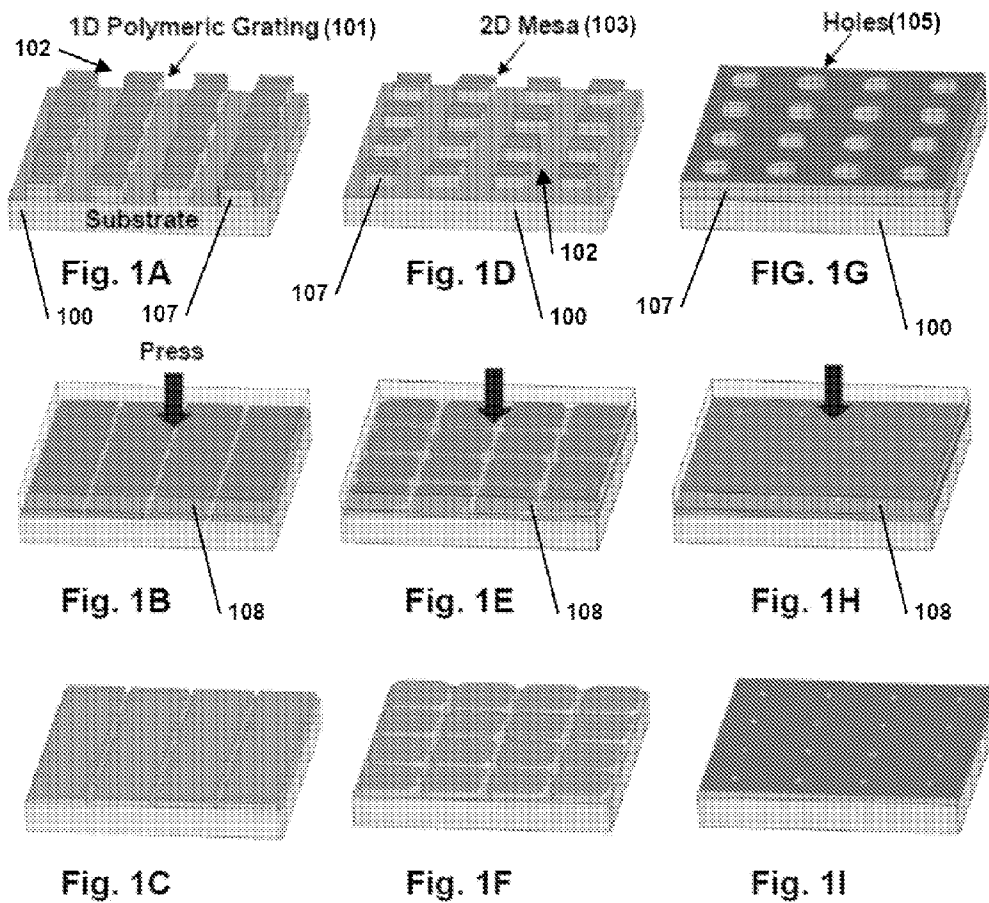 1D Polymeric Grating (101)
102
Substrate
Fig. 1A
100
107
2D Mesa (103)
107
Fig. 1D
102
100
Holes(105)
FIG. 1G
107
100
Press
Fig. 1B
108
Fig. 1E
108
Fig. 1H
108
Fig. 1C
Fig. 1F
Fig. 1I